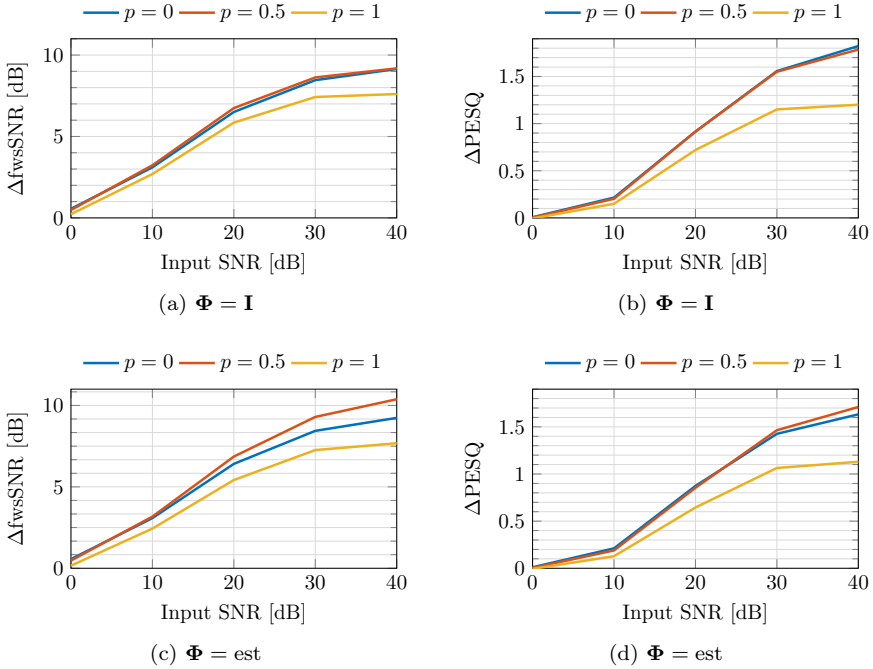 p = 0 p = 0.5 p = 1
10
5
0
ΔfwsSNR [dB]
0 10 20 30 40
Input SNR [dB]
(a) Φ = I
p = 0 p = 0.5 p = 1
1.5
1
0.5
0
ΔPESQ
0 10 20 30 40
Input SNR [dB]
(b) Φ = I
p = 0 p = 0.5 p = 1
10
5
0
ΔfwsSNR [dB]
0 10 20 30 40
Input SNR [dB]
(c) Φ = est
p = 0 p = 0.5 p = 1
1.5
1
0.5
0
ΔPESQ
0 10 20 30 40
Input SNR [dB]
(d) Φ = est